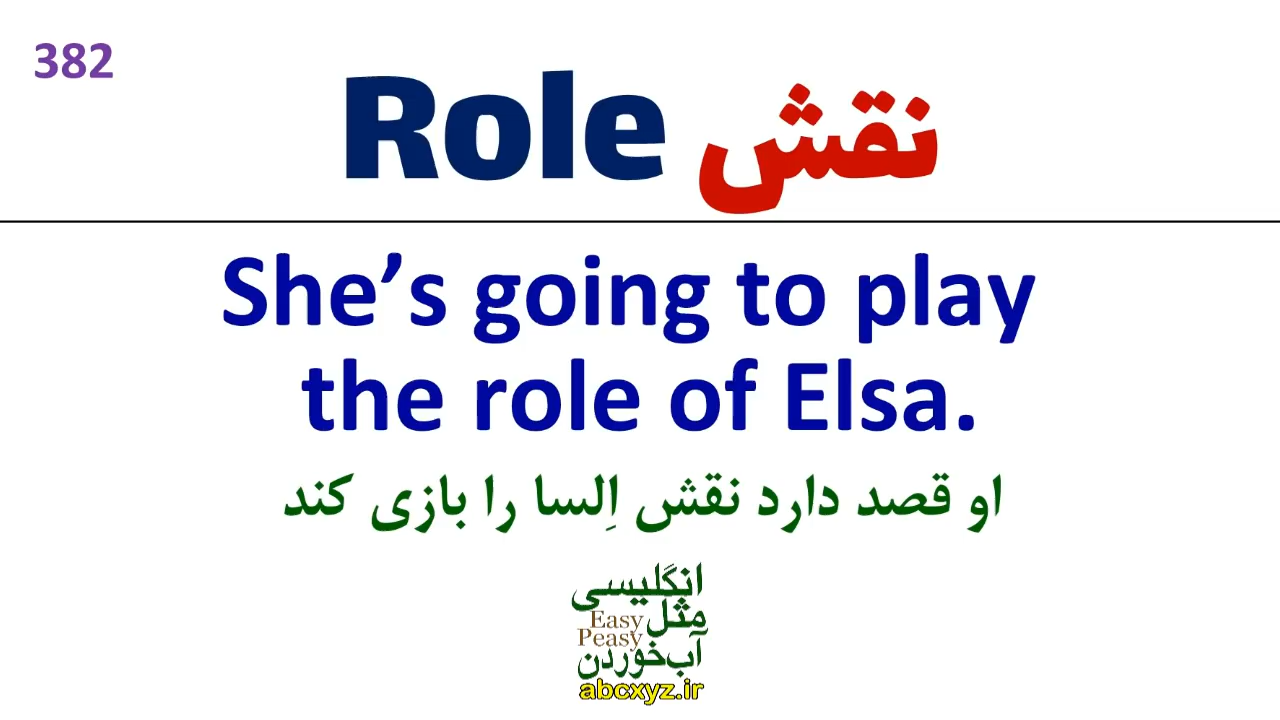 382
Role نقش
She’s going to play
the role of Elsa.
او قصد دارد نقش اِلسا را بازی کند
انگلیسی
مثل
Easy
Peasy
آب‌خوردن
abcxyz.ir